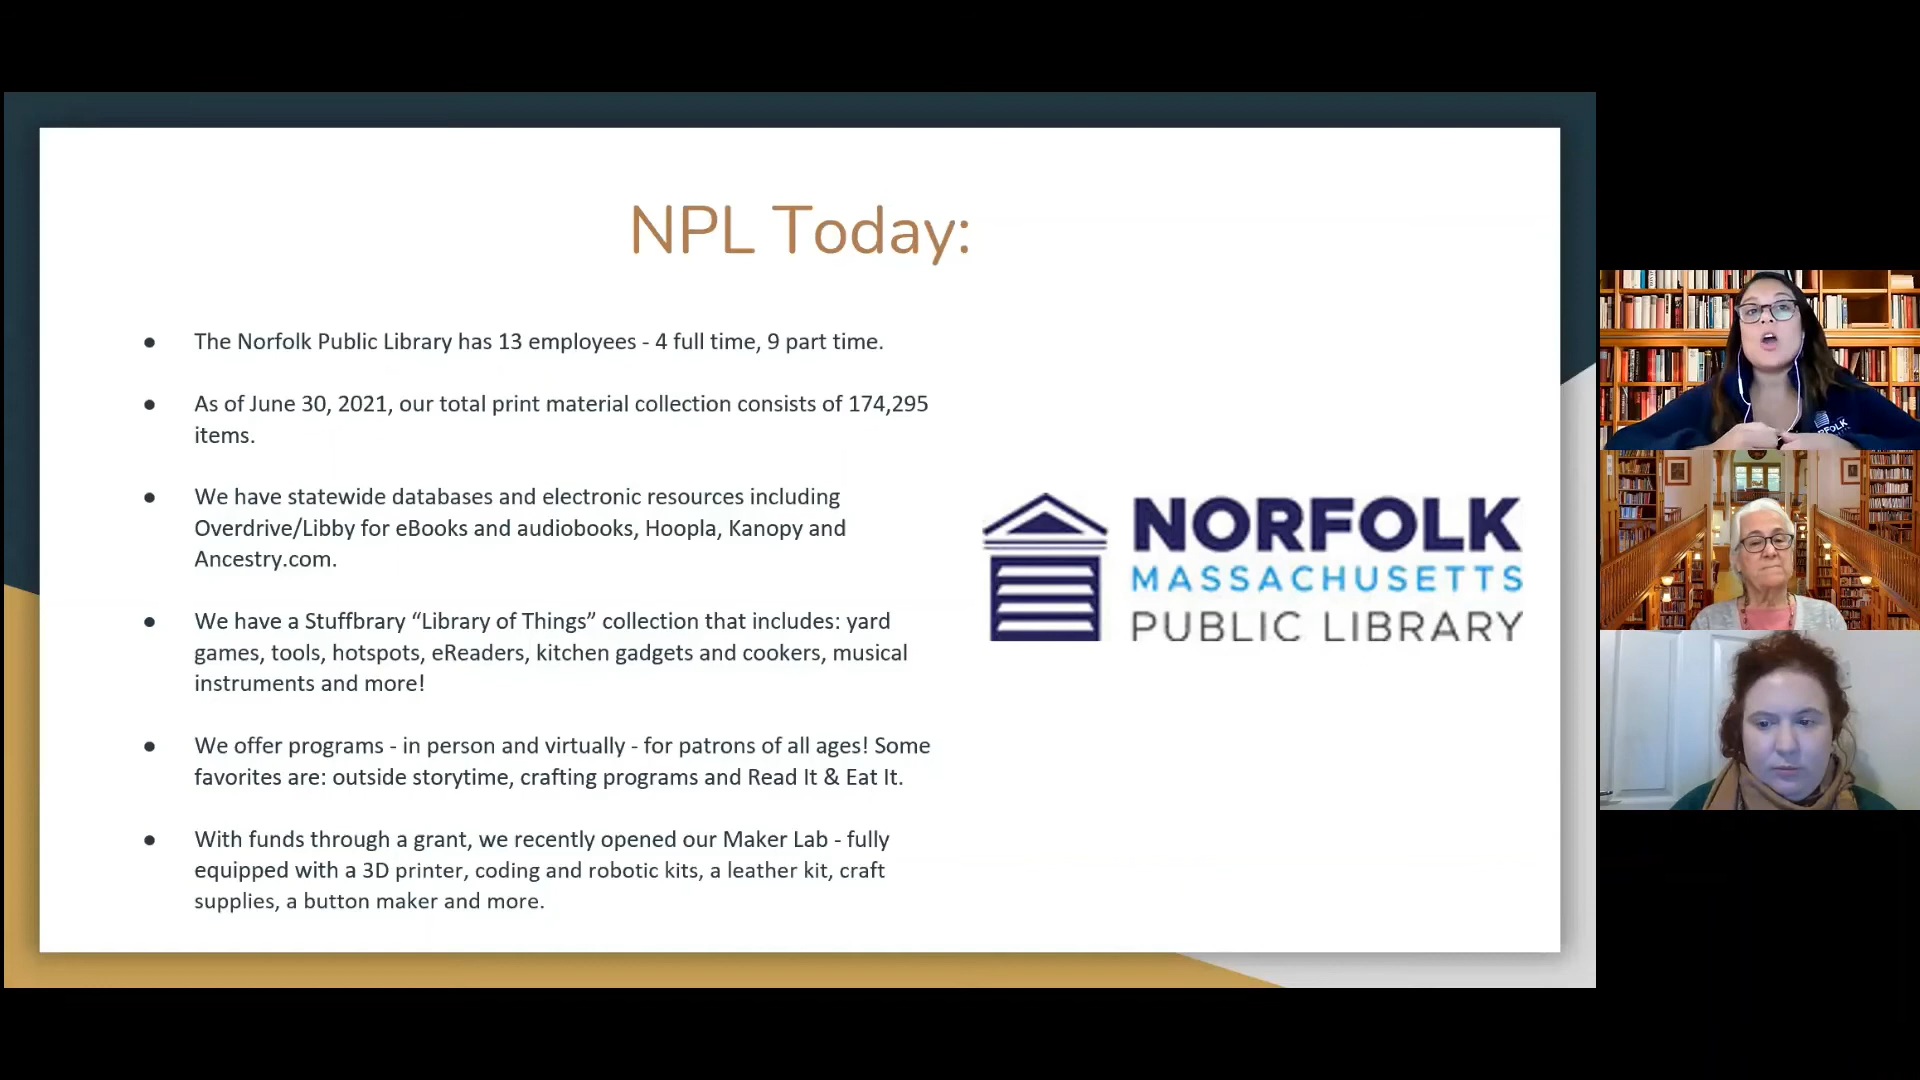 NPL Today:
● The Norfolk Public Library has 13 employees - 4 full time, 9 part time.
● As of June 30, 2021, our total print material collection consists of 174,295
items.
● We have statewide databases and electronic resources including
Overdrive/Libby for eBooks and audiobooks, Hoopla, Kanopy and
Ancestry.com.
● We have a Stuffbrary “Library of Things” collection that includes: yard
games, tools, hotspots, eReaders, kitchen gadgets and cookers, musical
instruments and more!
● We offer programs - in person and virtually - for patrons of all ages! Some
favorites are: outside storytime, crafting programs and Read It & Eat It.
● With funds through a grant, we recently opened our Maker Lab - fully
equipped with a 3D printer, coding and robotic kits, a leather kit, craft
supplies, a button maker and more.
NORFOLK
MASSACHUSETTS
PUBLIC LIBRARY